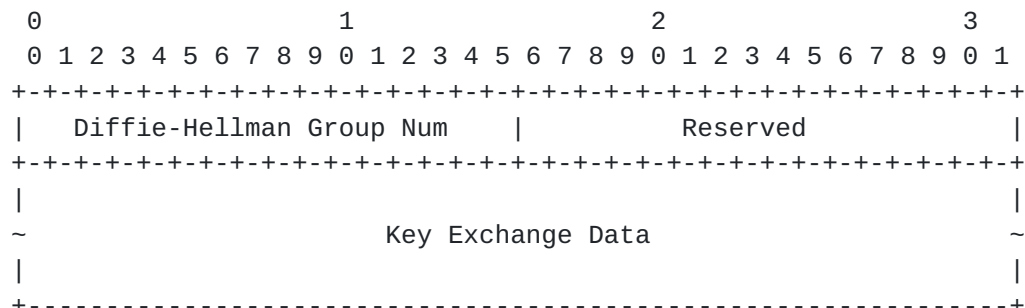 0                   1                   2                   3
 0 1 2 3 4 5 6 7 8 9 0 1 2 3 4 5 6 7 8 9 0 1 2 3 4 5 6 7 8 9 0 1
+-+-+-+-+-+-+-+-+-+-+-+-+-+-+-+-+-+-+-+-+-+-+-+-+-+-+-+-+-+-+-+-+
|   Diffie-Hellman Group Num    |          Reserved             |
+-+-+-+-+-+-+-+-+-+-+-+-+-+-+-+-+-+-+-+-+-+-+-+-+-+-+-+-+-+-+-+-+
|                                                               |
~                       Key Exchange Data                       ~
|                                                               |
+---------------------------------------------------------------+